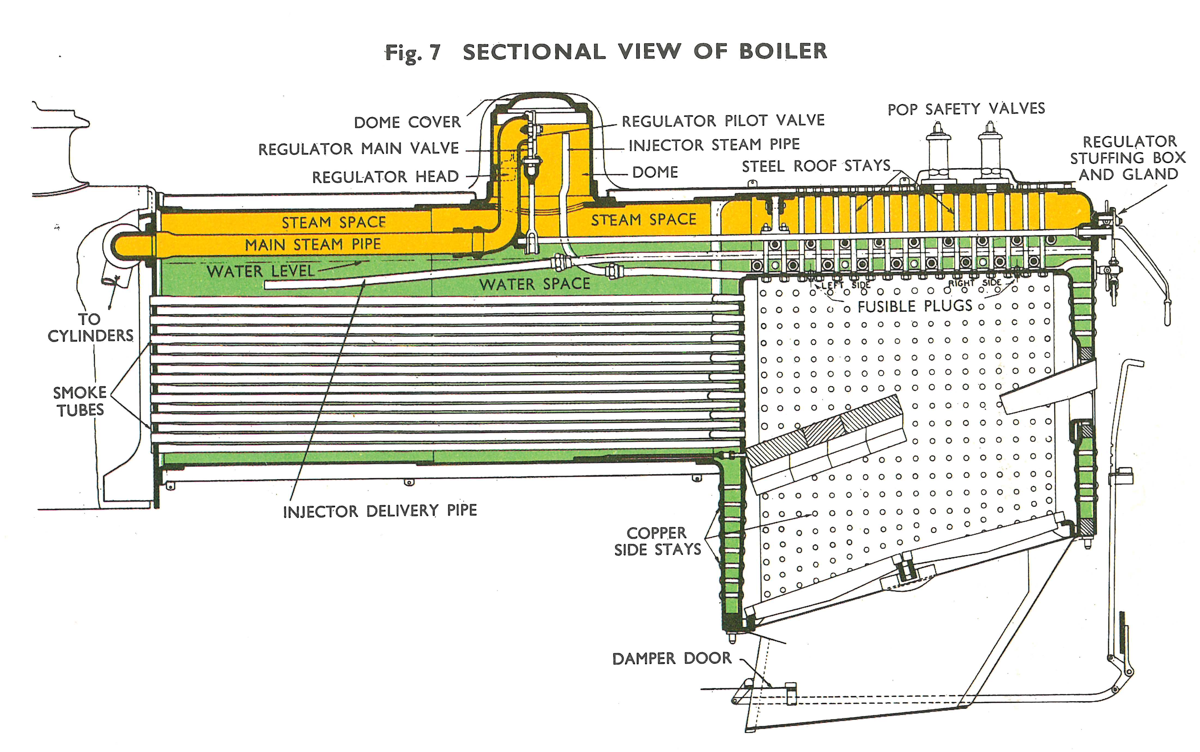 Fig. 7 SECTIONAL VIEW OF BOILER
DOME COVER
REGULATOR MAIN VALVE
REGULATOR HEAD
REGULATOR PILOT VALVE
INJECTOR STEAM PIPE
DOME
POP SAFETY VALVES
STEEL ROOF STAYS
REGULATOR
STUFFING BOX
AND GLAND
STEAM SPACE
STEAM SPACE
MAIN STEAM PIPE
WATER LEVEL
WATER SPACE
LEFT SIDE
RIGHT SIDE
FUSIBLE PLUGS
TO
CYLINDERS
SMOKE
TUBES
INJECTOR DELIVERY PIPE
COPPER
SIDE STAYS
DAMPER DOOR